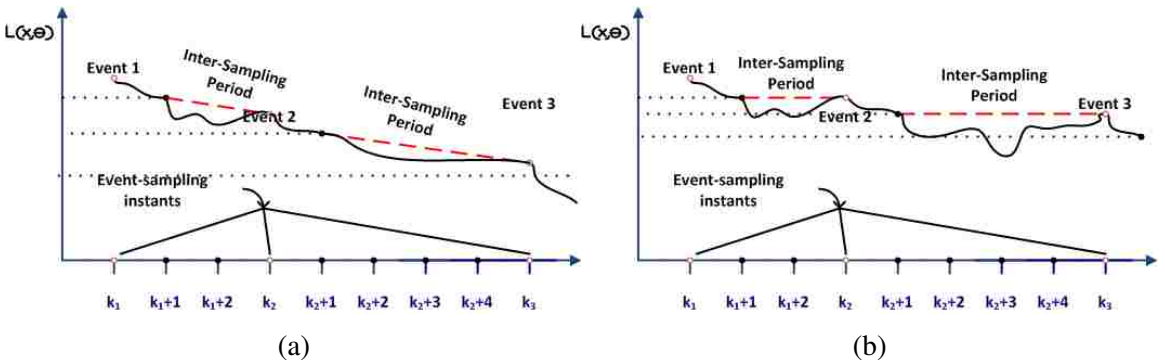 L(x,ɵ)
Event 1
Inter-Sampling
Period
Event 2
Inter-Sampling
Period
Event 3
Event-sampling
instants
k₁ k₁+1 k₁+2 k₂ k₂+1 k₂+2 k₂+3 k₂+4 k₃
(a)
L(x,ɵ)
Event 1
Inter-Sampling
Period
Event 2
Inter-Sampling
Period
Event 3
Event-sampling
instants
k₁ k₁+1 k₁+2 k₂ k₂+1 k₂+2 k₂+3 k₂+4 k₃
(b)